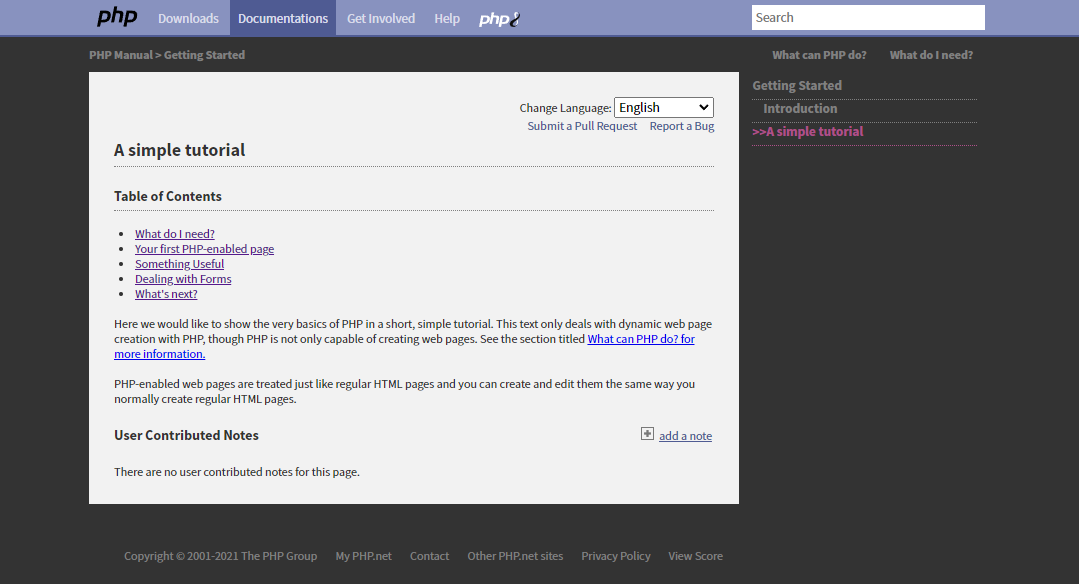 php Downloads Documentations Get Involved Help php8 Search
PHP Manual > Getting Started What can PHP do? What do I need?
Getting Started
Introduction
>>A simple tutorial
Change Language: English
Submit a Pull Request Report a Bug
A simple tutorial
Table of Contents
• What do I need?
• Your first PHP-enabled page
• Something Useful
• Dealing with Forms
• What's next?
Here we would like to show the very basics of PHP in a short, simple tutorial. This text only deals with dynamic web page
creation with PHP, though PHP is not only capable of creating web pages. See the section titled What can PHP do? for
more information.
PHP-enabled web pages are treated just like regular HTML pages and you can create and edit them the same way you
normally create regular HTML pages.
User Contributed Notes add a note
There are no user contributed notes for this page.
Copyright © 2001-2021 The PHP Group My PHP.net Contact Other PHP.net sites Privacy Policy View Score